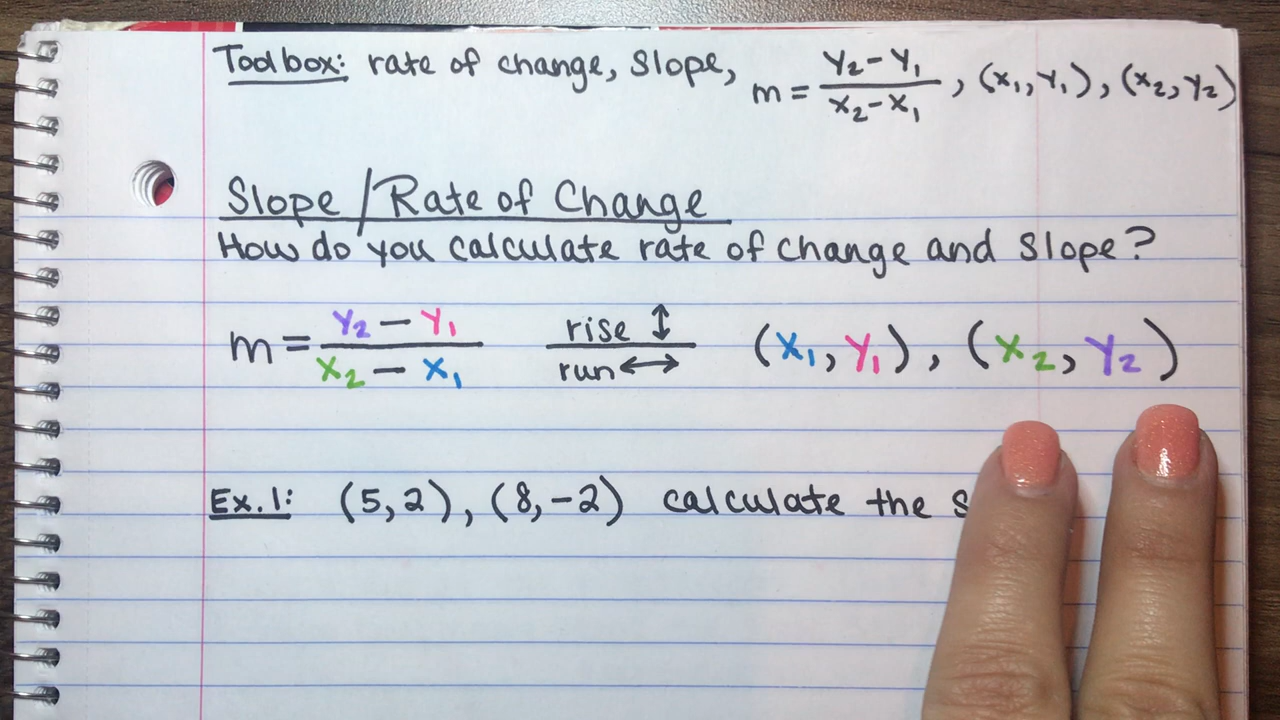 Toolbox: rate of change, slope, m = y₂ - y₁ / x₂ - x₁ , (x₁, y₁), (x₂, y₂)
Slope / Rate of Change
How do you calculate rate of change and slope?
m = y₂ - y₁ / x₂ - x₁ rise ↕ / run ↔ (x₁, y₁), (x₂, y₂)
Ex. 1: (5, 2), (8, -2) calculate the